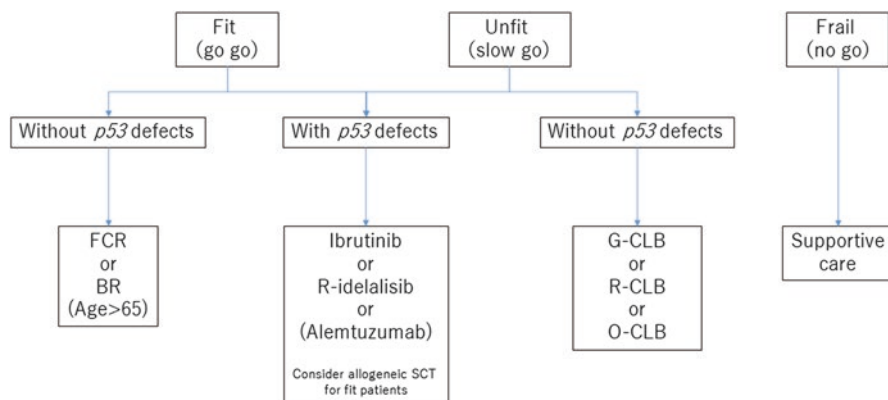 Fit
(go go)
Unfit
(slow go)
Frail
(no go)
Without p53 defects
With p53 defects
Without p53 defects
FCR
or
BR
(Age>65)
Ibrutinib
or
R-idelalisib
or
(Alemtuzumab)
Consider allogeneic SCT
for fit patients
G-CLB
or
R-CLB
or
O-CLB
Supportive
care